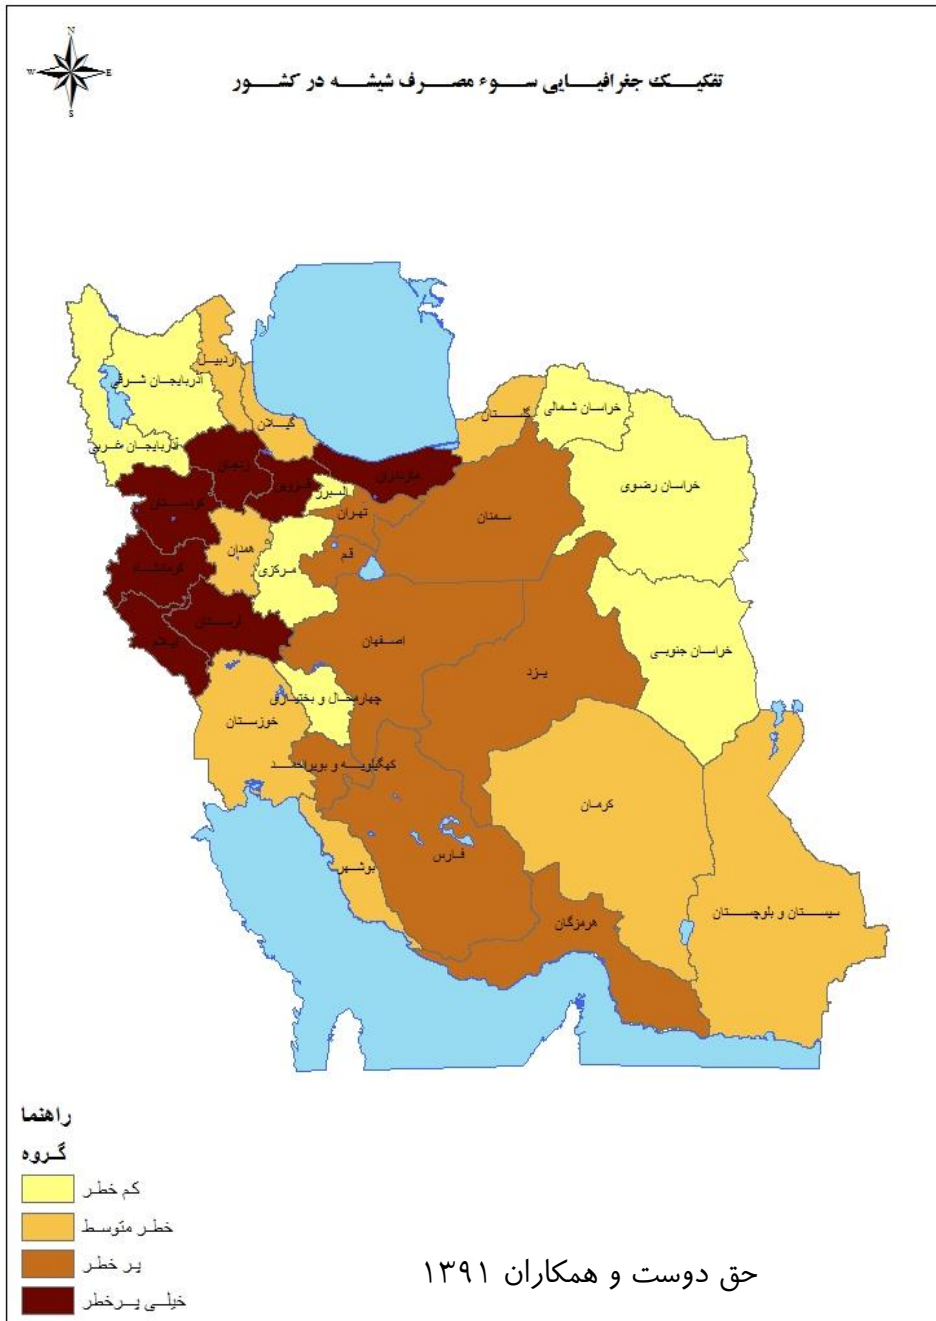 N
W E
S
تفکیک جغرافیایی سوء مصرف شیشه در کشور
اردبیل
آذربایجان شرقی
گیلان
گلستان
خراسان شمالی
آذربایجان غربی
زنجان
مازندران
قزوین
البرز
خراسان رضوی
کردستان
تهران
سمنان
همدان
قم
کرمانشاه
مرکزی
لرستان
ایلام
اصفهان
خراسان جنوبی
یزد
چهارمحال و بختیاری
خوزستان
کهگیلویه و بویراحمد
کرمان
فارس
بوشهر
سیستان و بلوچستان
هرمزگان
راهنما
گروه
کم خطر
خطر متوسط
پر خطر
خیلی پرخطر
حق دوست و همکاران ۱۳۹۱